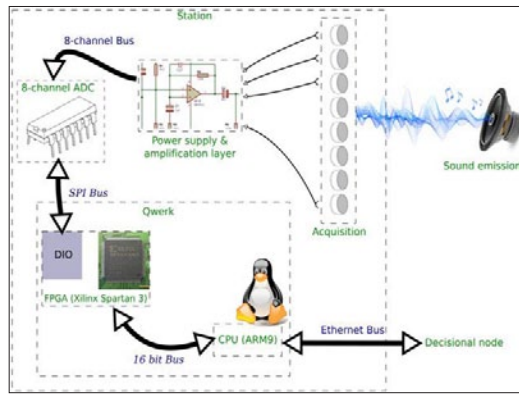 Station
8-channel Bus
8-channel ADC
Power supply &
amplification layer
Sound emission
SPI Bus
Qwerk
Acquisition
DIO
FPGA (Xilinx Spartan 3)
CPU (ARM9)
Ethernet Bus
Decisional node
16 bit Bus